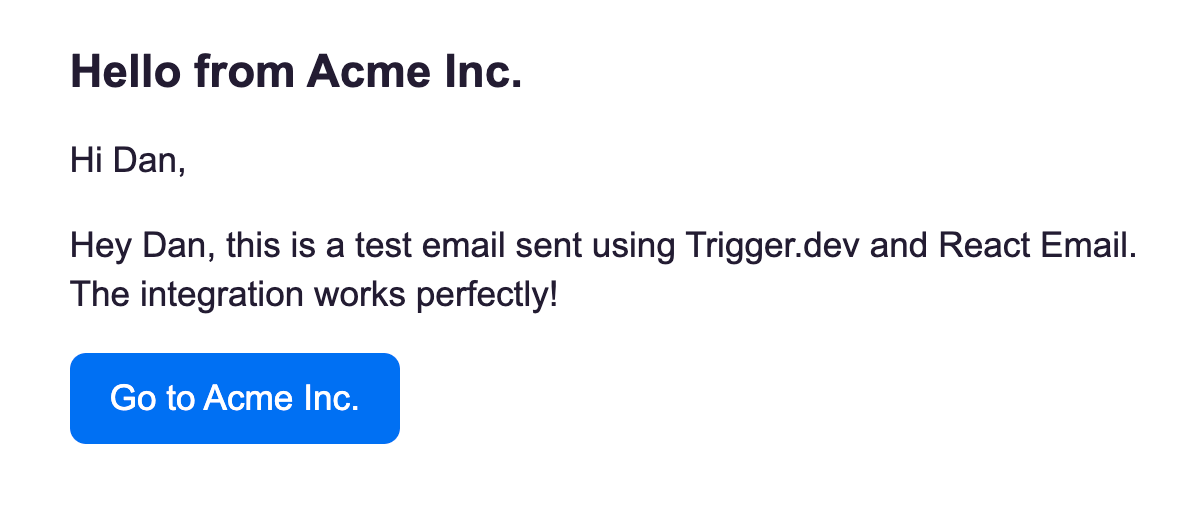 Hello from Acme Inc.
Hi Dan,
Hey Dan, this is a test email sent using Trigger.dev and React Email.
The integration works perfectly!
Go to Acme Inc.